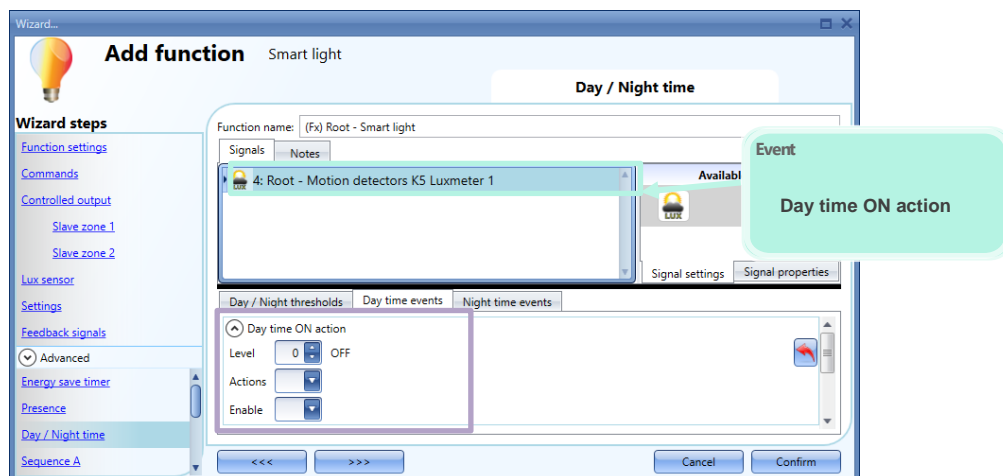 Wizard...
Add function Smart light
Day / Night time
Wizard steps
Function settings
Commands
Controlled output
Slave zone 1
Slave zone 2
Lux sensor
Settings
Feedback signals
Advanced
Energy save timer
Presence
Day / Night time
Sequence A
Function name: (Fx) Root - Smart light
Signals Notes
LUX 4: Root - Motion detectors K5 Luxmeter 1
Availabl
LUX
Signal settings Signal properties
Event
Day time ON action
Day / Night thresholds Day time events Night time events
Day time ON action
Level 0 OFF
Actions
Enable
<<< >>> Cancel Confirm